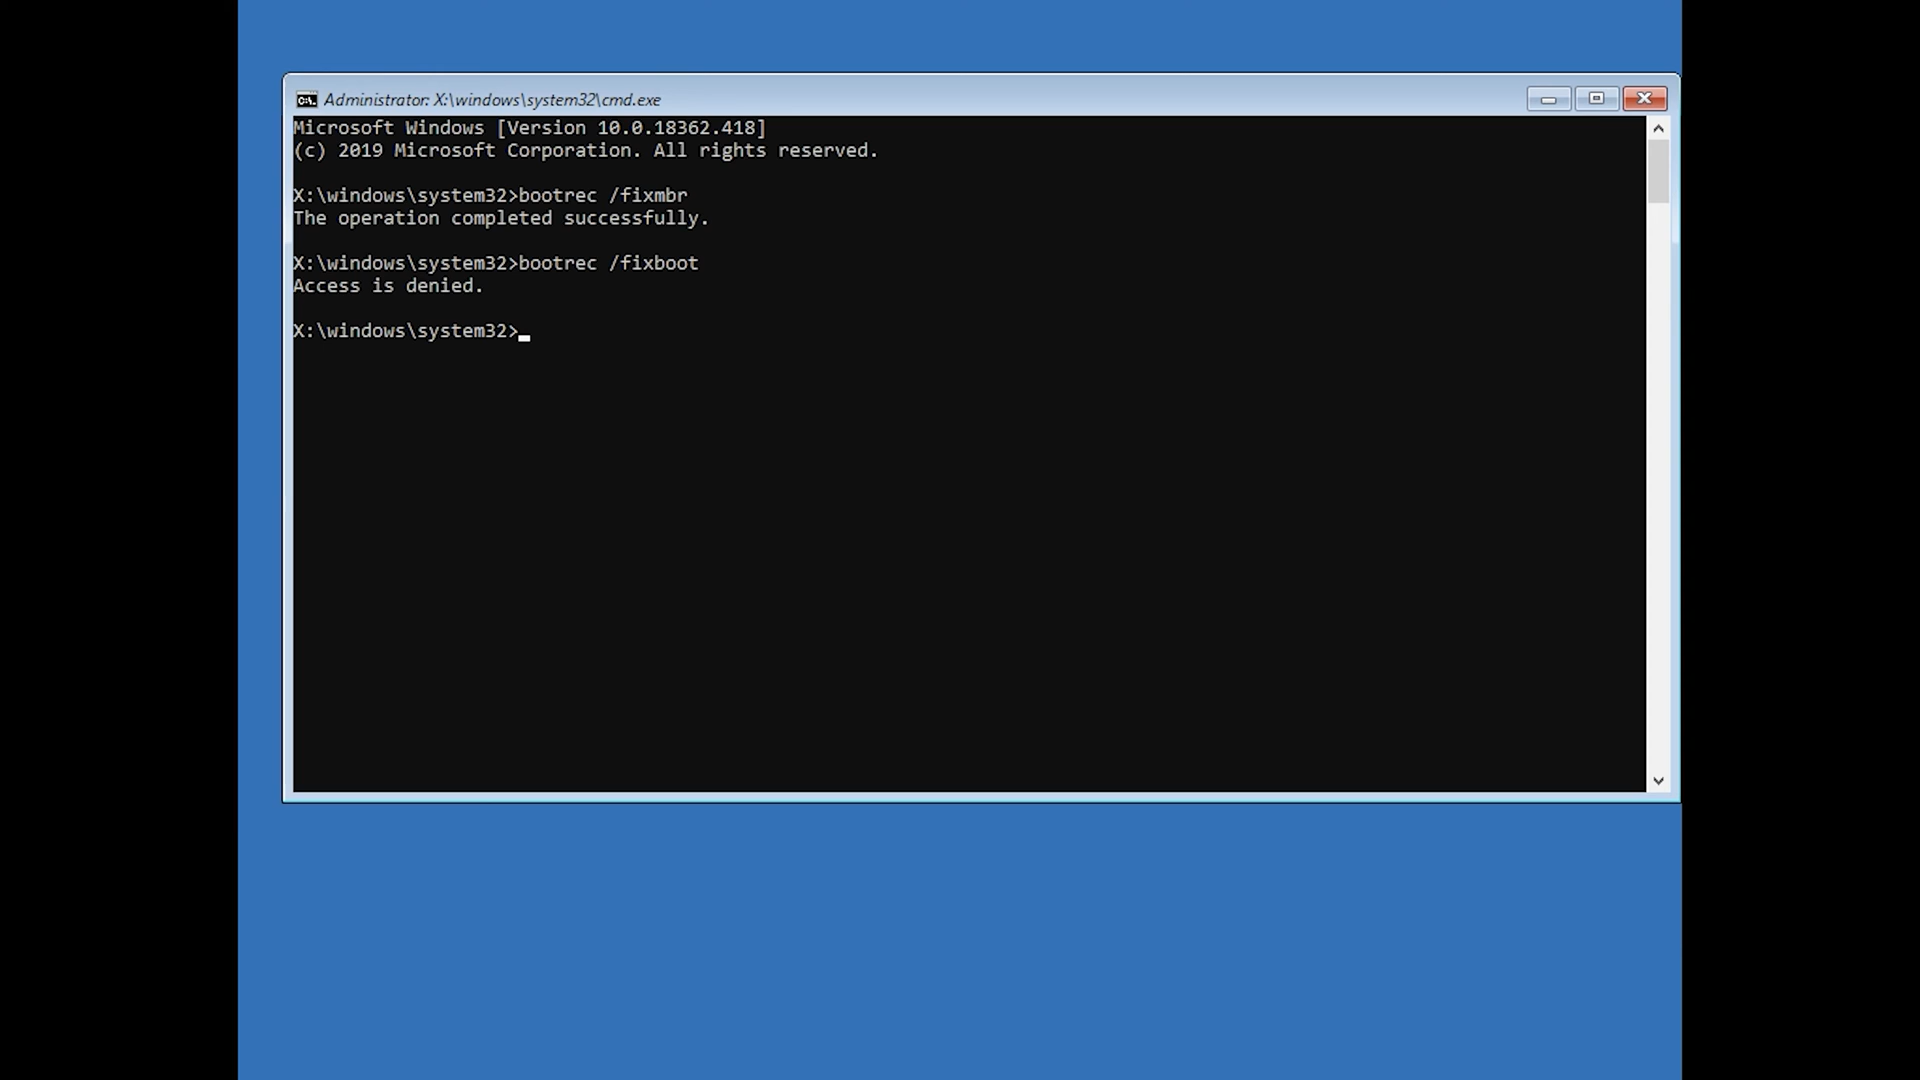 Administrator: X:\windows\system32\cmd.exe
Microsoft Windows [Version 10.0.18362.418]
(c) 2019 Microsoft Corporation. All rights reserved.
X:\windows\system32>bootrec /fixmbr
The operation completed successfully.
X:\windows\system32>bootrec /fixboot
Access is denied.
X:\windows\system32>